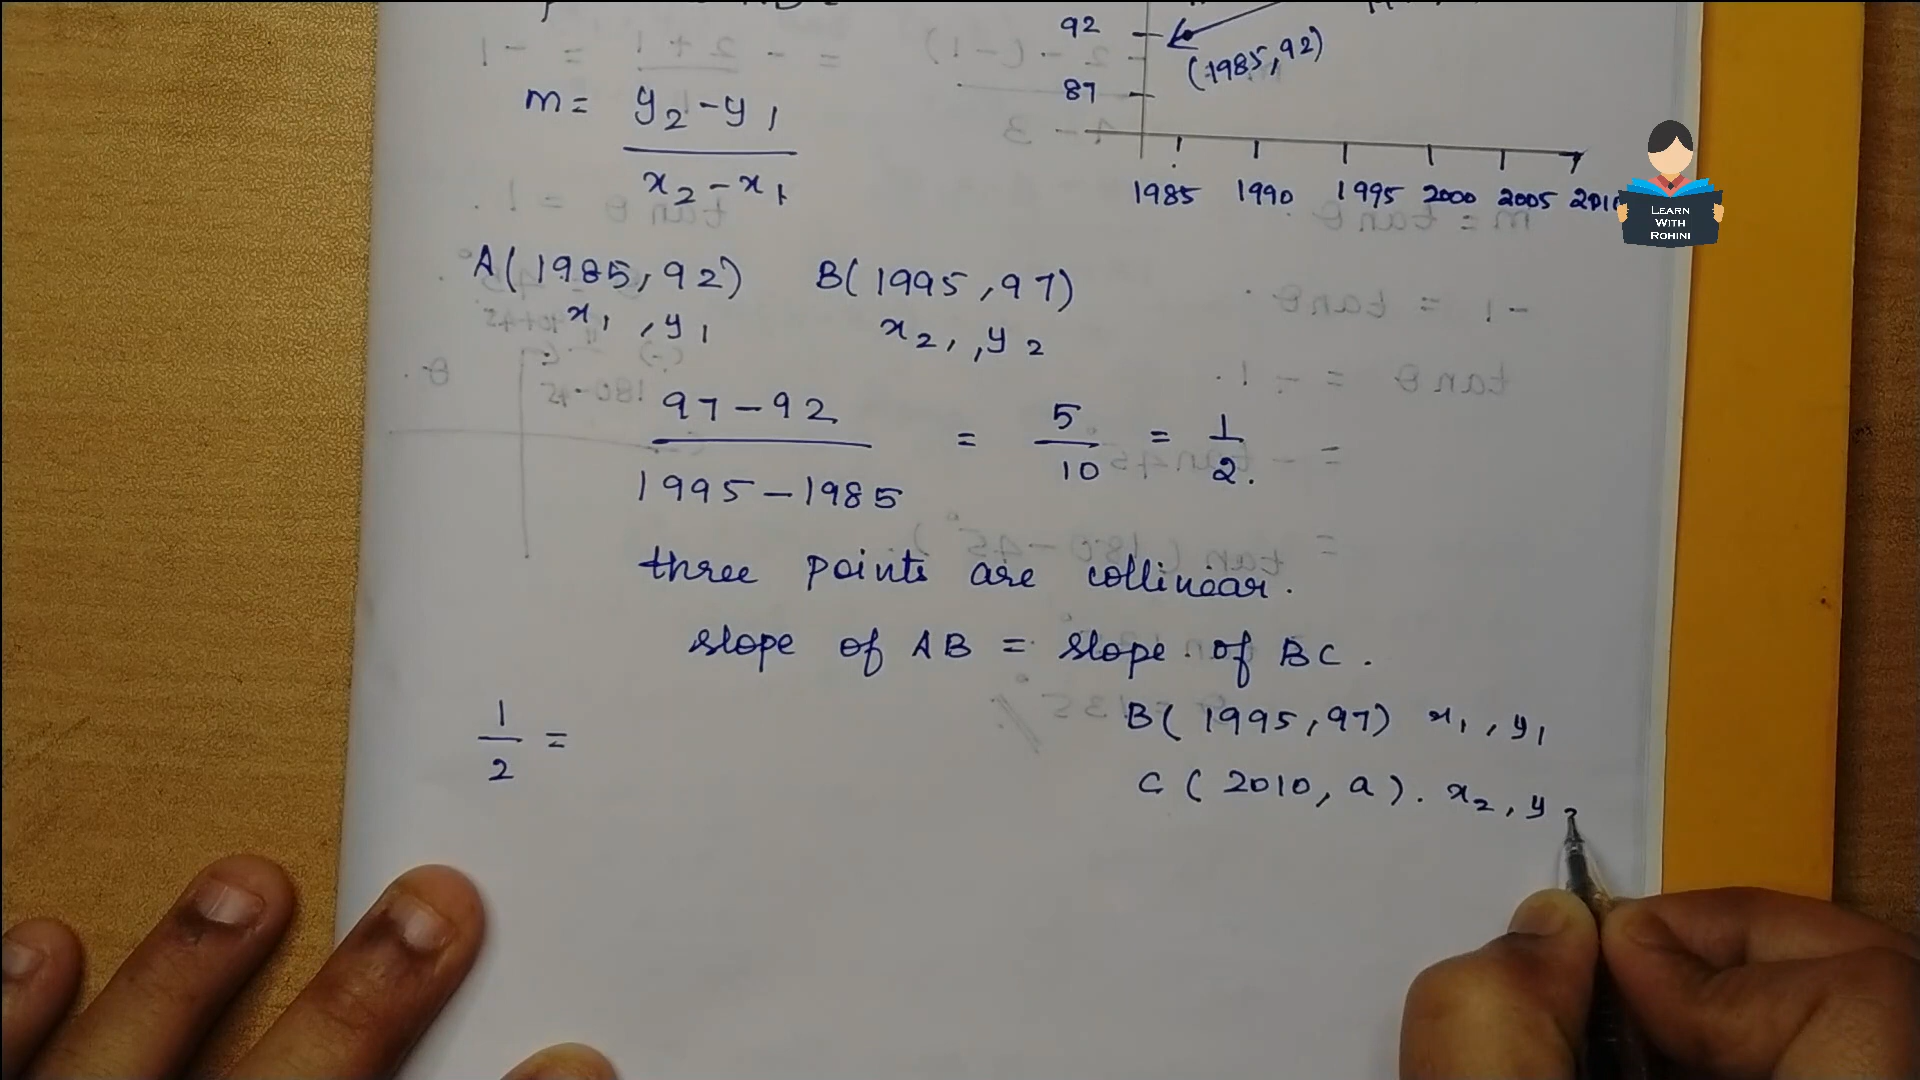 92
(1985,92)
87
1985 1990 1995 2000 2005
m = y2 - y1
x2 - x1
A(1985,92) B(1995,97)
x1, y1 x2, y2
97 - 92 = 5 = 1
1995 - 1985 10 2.
three points are collinear.
slope of AB = slope of BC.
B(1995,97) x1, y1
1 =
2
C(2010, a). x2, y2
LEARN
WITH
ROHINI